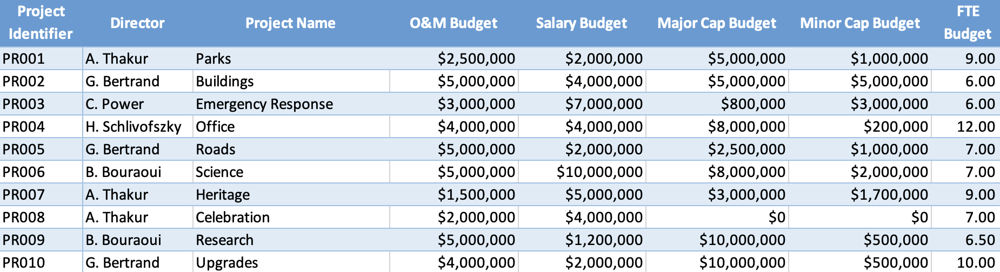 Project Identifier Director Project Name O&M Budget Salary Budget Major Cap Budget Minor Cap Budget FTE Budget
PR001 A. Thakur Parks $2,500,000 $2,000,000 $5,000,000 $1,000,000 9.00
PR002 G. Bertrand Buildings $5,000,000 $4,000,000 $5,000,000 $5,000,000 6.00
PR003 C. Power Emergency Response $3,000,000 $7,000,000 $800,000 $3,000,000 6.00
PR004 H. Schlivofszky Office $4,000,000 $4,000,000 $8,000,000 $200,000 12.00
PR005 G. Bertrand Roads $5,000,000 $2,000,000 $2,500,000 $1,000,000 7.00
PR006 B. Bouraoui Science $5,000,000 $10,000,000 $8,000,000 $2,000,000 7.00
PR007 A. Thakur Heritage $1,500,000 $5,000,000 $3,000,000 $1,700,000 9.00
PR008 A. Thakur Celebration $2,000,000 $4,000,000 $0 $0 7.00
PR009 B. Bouraoui Research $5,000,000 $1,200,000 $10,000,000 $500,000 6.50
PR010 G. Bertrand Upgrades $4,000,000 $2,000,000 $10,000,000 $500,000 10.00